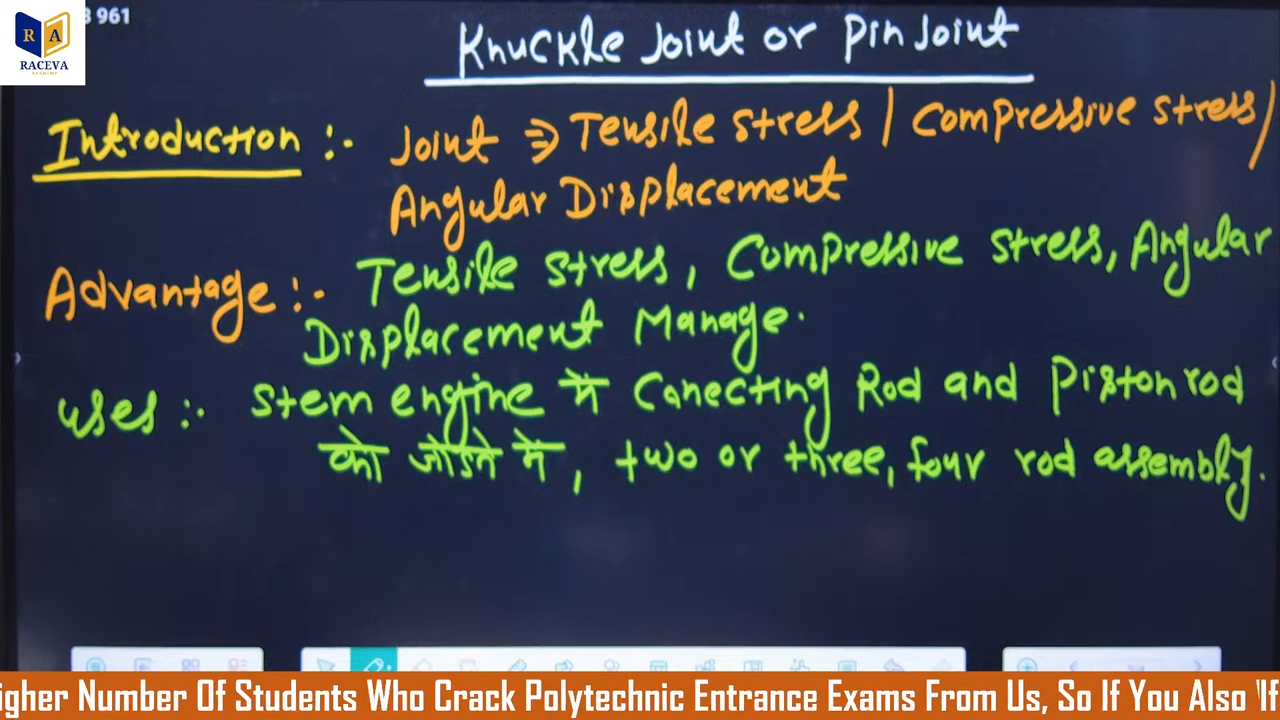 3 961
R A
RACEVA
ACADEMY
Knuckle Joint or Pin Joint
Introduction :- Joint ⇒ Tensile stress / Compressive stress /
Angular Displacement
Advantage :- Tensile stress, Compressive stress, Angular
Displacement Manage.
Uses :- Stem engine में Canecting Rod and Piston rod
को जोडते में, two or three, four rod assembly.
igher Number Of Students Who Crack Polytechnic Entrance Exams From Us, So If You Also 'If